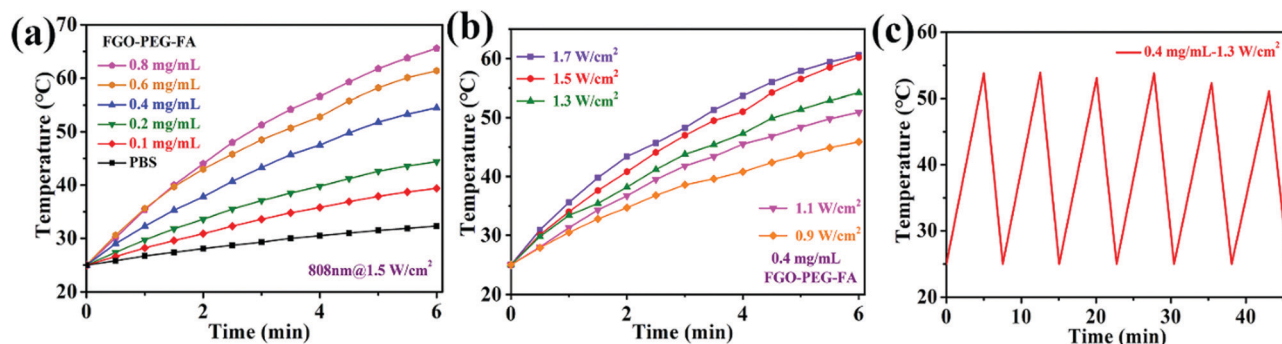 (a)
FGO-PEG-FA
0.8 mg/mL
0.6 mg/mL
0.4 mg/mL
0.2 mg/mL
0.1 mg/mL
PBS
808nm@1.5 W/cm²
Temperature (°C)
70
60
50
40
30
20
0
2
4
6
Time (min)
(b)
1.7 W/cm²
1.5 W/cm²
1.3 W/cm²
1.1 W/cm²
0.9 W/cm²
0.4 mg/mL
FGO-PEG-FA
Temperature (°C)
60
50
40
30
20
0
2
4
6
Time (min)
(c)
0.4 mg/mL-1.3 W/cm²
Temperature (°C)
60
50
40
30
20
0
10
20
30
40
Time (min)